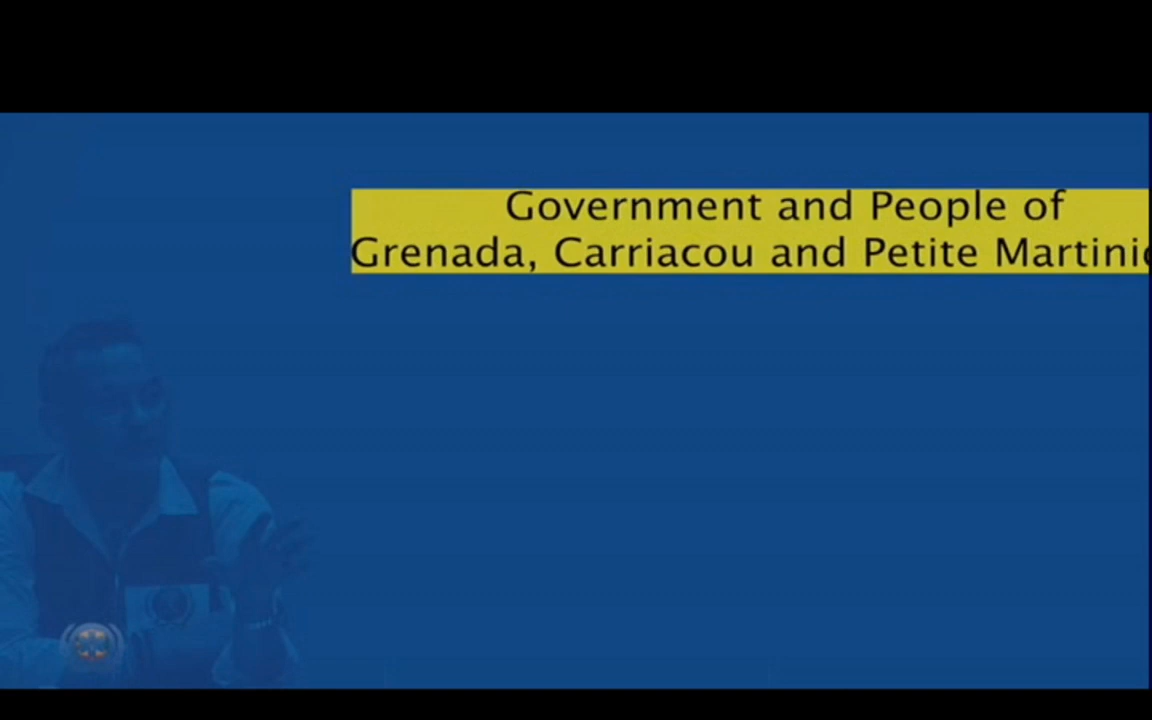 Government and People of
Grenada, Carriacou and Petite Martini